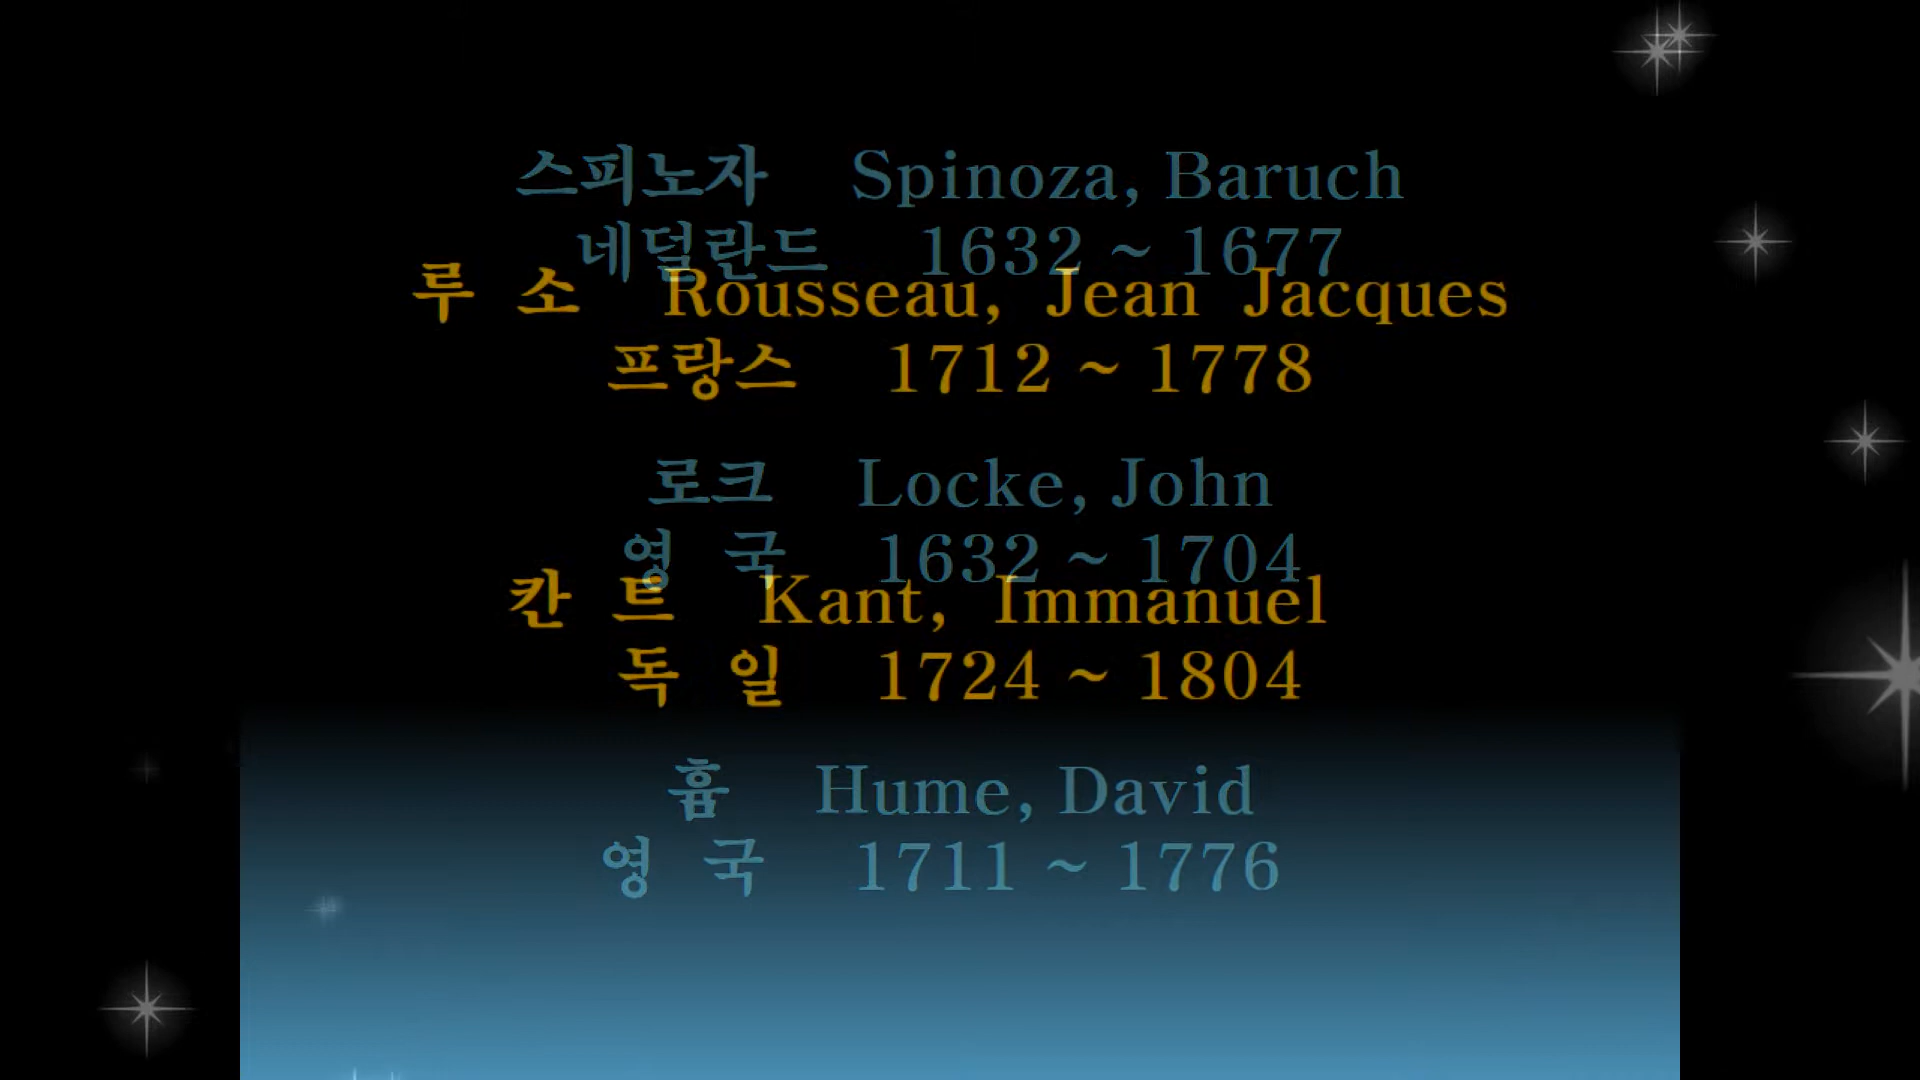 스피노자 Spinoza, Baruch
네덜란드 1632 ~ 1677
루 소 Rousseau, Jean Jacques
프랑스 1712 ~ 1778
로크 Locke, John
영 국 1632 ~ 1704
칸 트 Kant, Immanuel
독 일 1724 ~ 1804
흄 Hume, David
영 국 1711 ~ 1776